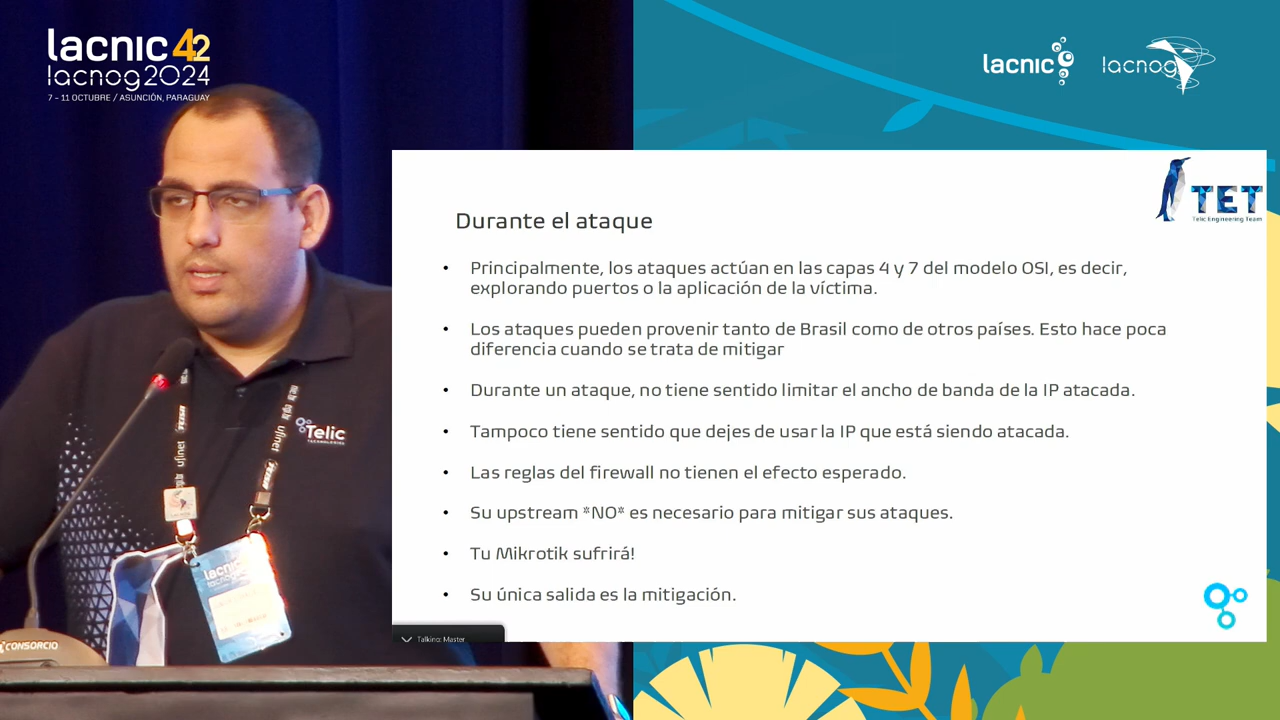 lacnic 42
lacnog2024
7 - 11 OCTUBRE / ASUNCIÓN, PARAGUAY
lacnic
lacnog
TET
Telic Engineering Team
Durante el ataque
• Principalmente, los ataques actúan en las capas 4 y 7 del modelo OSI, es decir,
explorando puertos o la aplicación de la víctima.
• Los ataques pueden provenir tanto de Brasil como de otros países. Esto hace poca
diferencia cuando se trata de mitigar
• Durante un ataque, no tiene sentido limitar el ancho de banda de la IP atacada.
• Tampoco tiene sentido que dejes de usar la IP que está siendo atacada.
• Las reglas del firewall no tienen el efecto esperado.
• Su upstream *NO* es necesario para mitigar sus ataques.
• Tu Mikrotik sufrirá!
• Su única salida es la mitigación.
Talking: Master
Telic
TECHNOLOGIES
ufinet
ufinet
lacnic
CONSORCIO